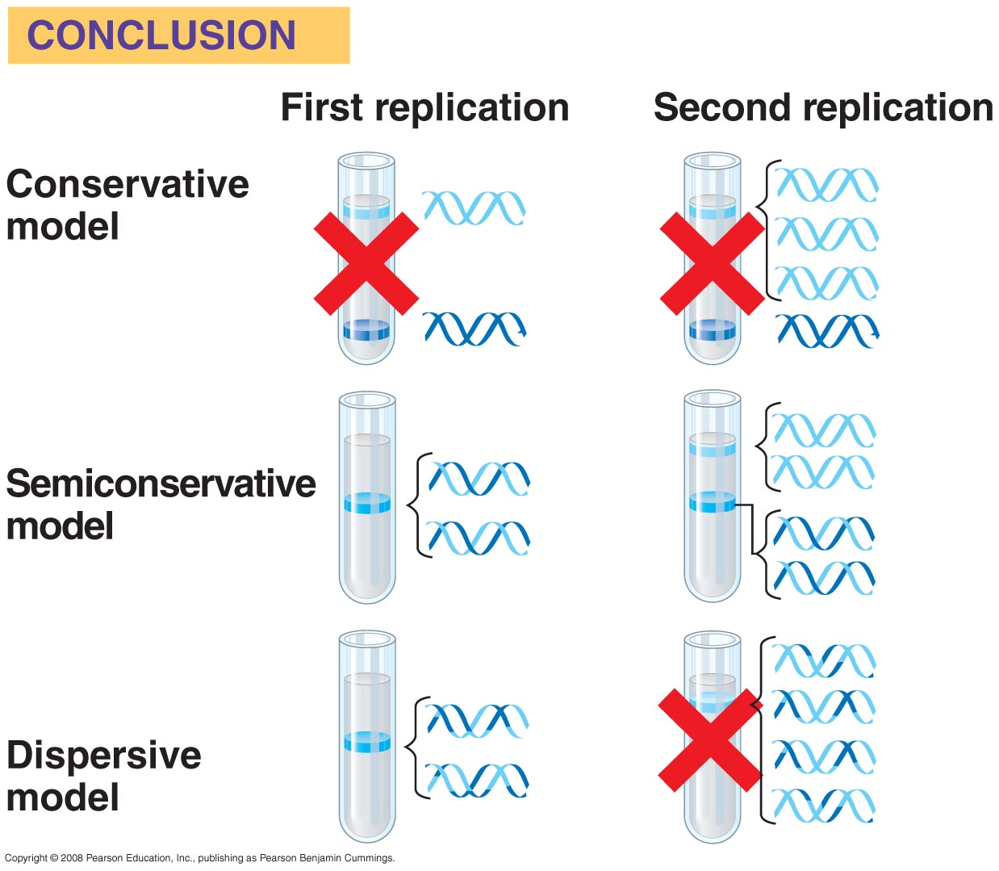 CONCLUSION
First replication
Second replication
Conservative
model
Semiconservative
model
Dispersive
model
Copyright © 2008 Pearson Education, Inc., publishing as Pearson Benjamin Cummings.